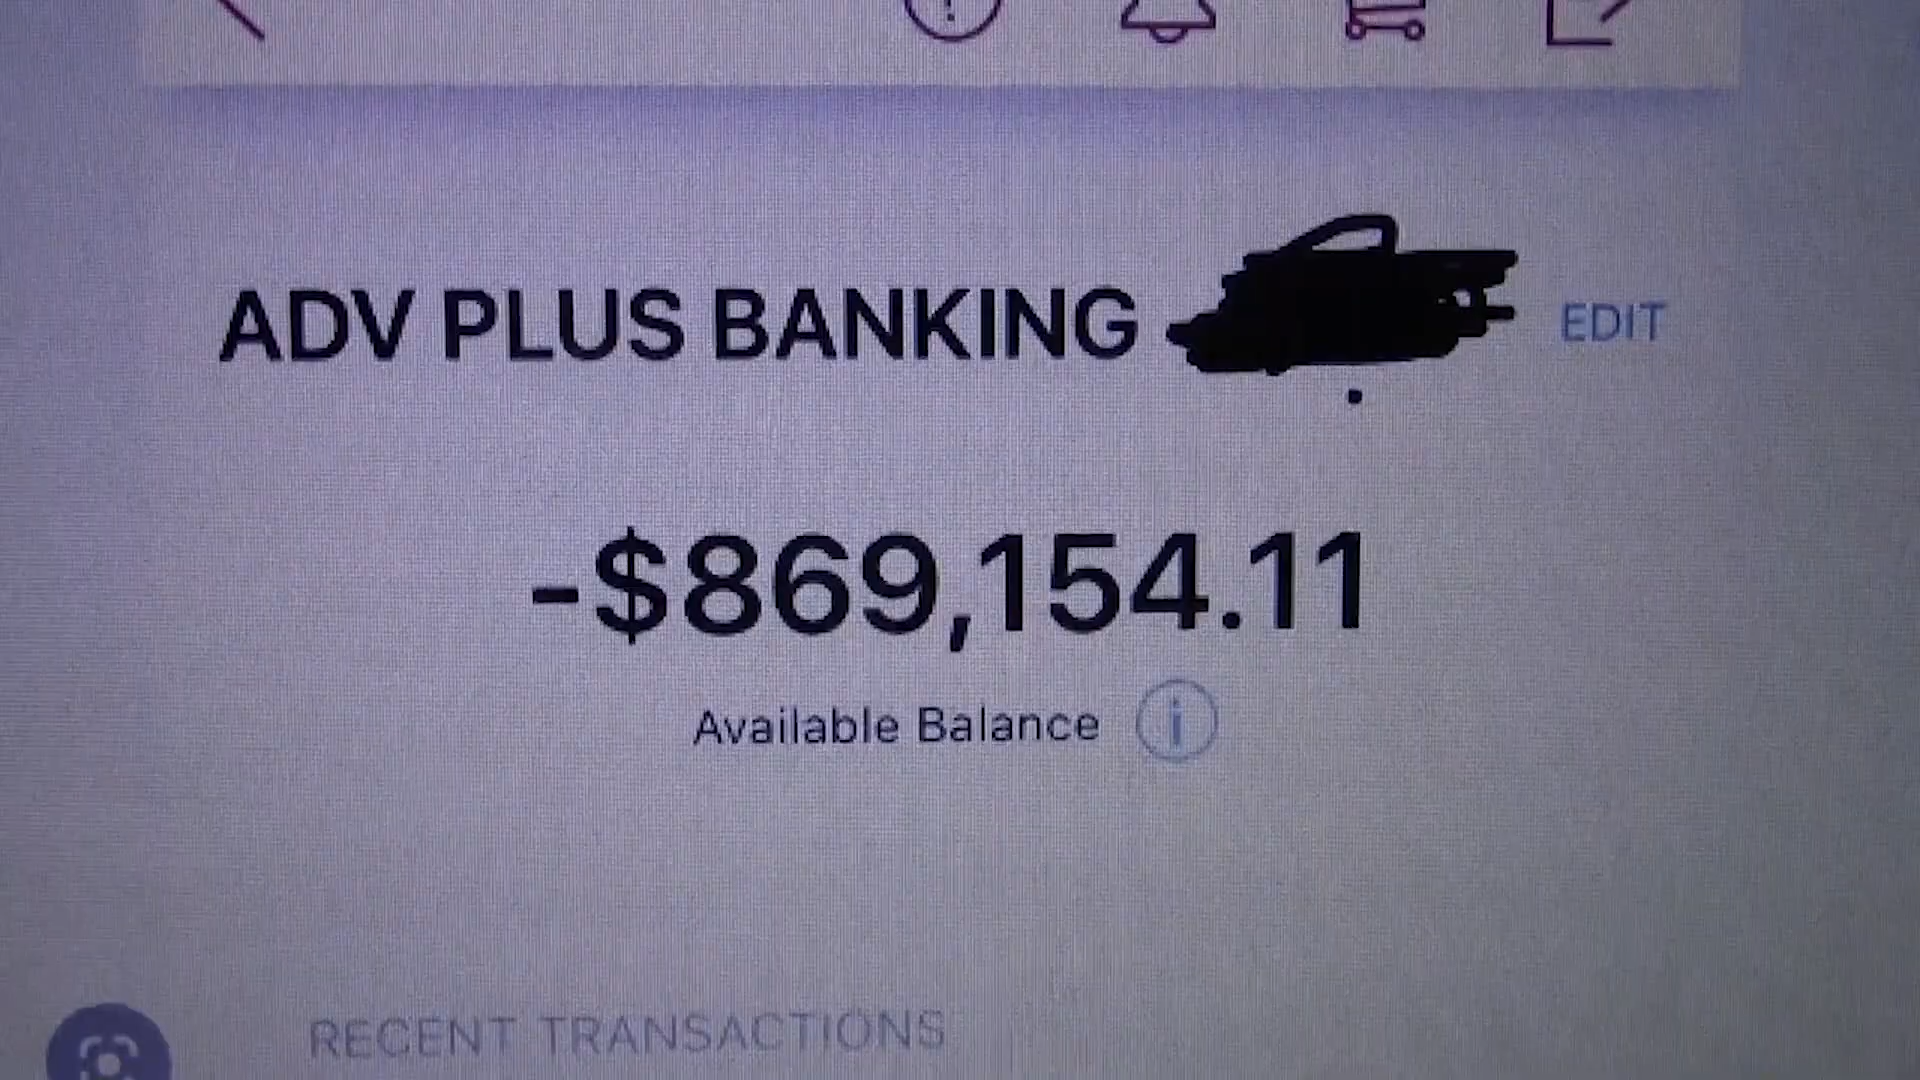 ADV PLUS BANKING EDIT
-$869,154.11
Available Balance i
RECENT TRANSACTIONS